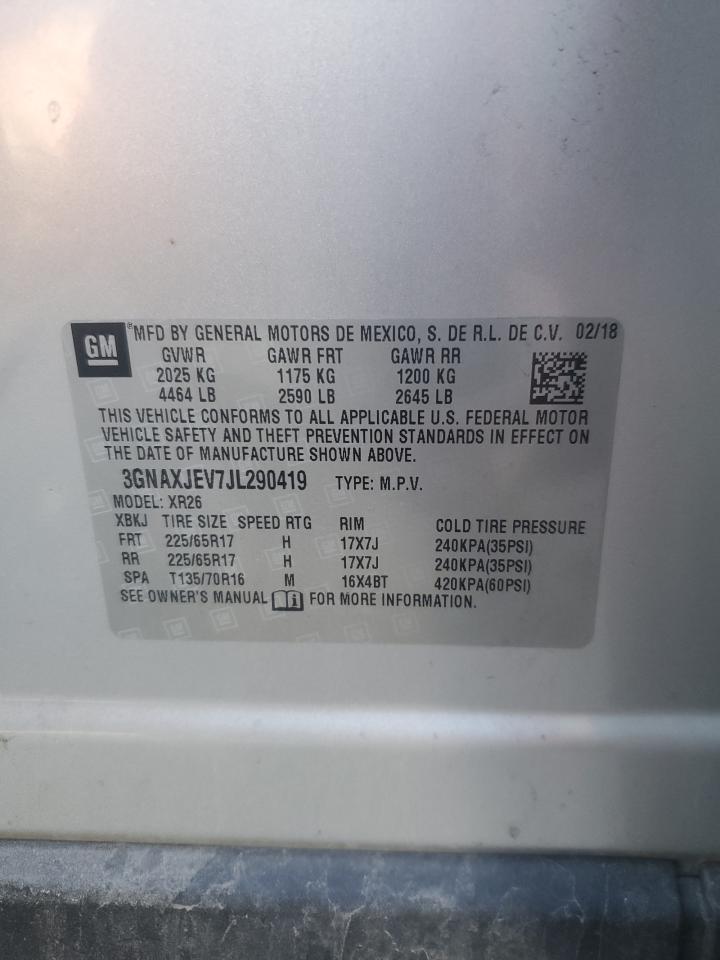 GM ®MFD BY GENERAL MOTORS DE MEXICO, S. DE R.L. DE C.V. 02/18
GVWR GAWR FRT GAWR RR
2025 KG 1175 KG 1200 KG
4464 LB 2590 LB 2645 LB
THIS VEHICLE CONFORMS TO ALL APPLICABLE U.S. FEDERAL MOTOR
VEHICLE SAFETY AND THEFT PREVENTION STANDARDS IN EFFECT ON
THE DATE OF MANUFACTURE SHOWN ABOVE.
3GNAXJEV7JL290419 TYPE: M.P.V.
MODEL: XR26
XBKJ TIRE SIZE SPEED RTG RIM COLD TIRE PRESSURE
FRT 225/65R17 H 17X7J 240KPA(35PSI)
RR 225/65R17 H 17X7J 240KPA(35PSI)
SPA T135/70R16 M 16X4BT 420KPA(60PSI)
SEE OWNER'S MANUAL FOR MORE INFORMATION.